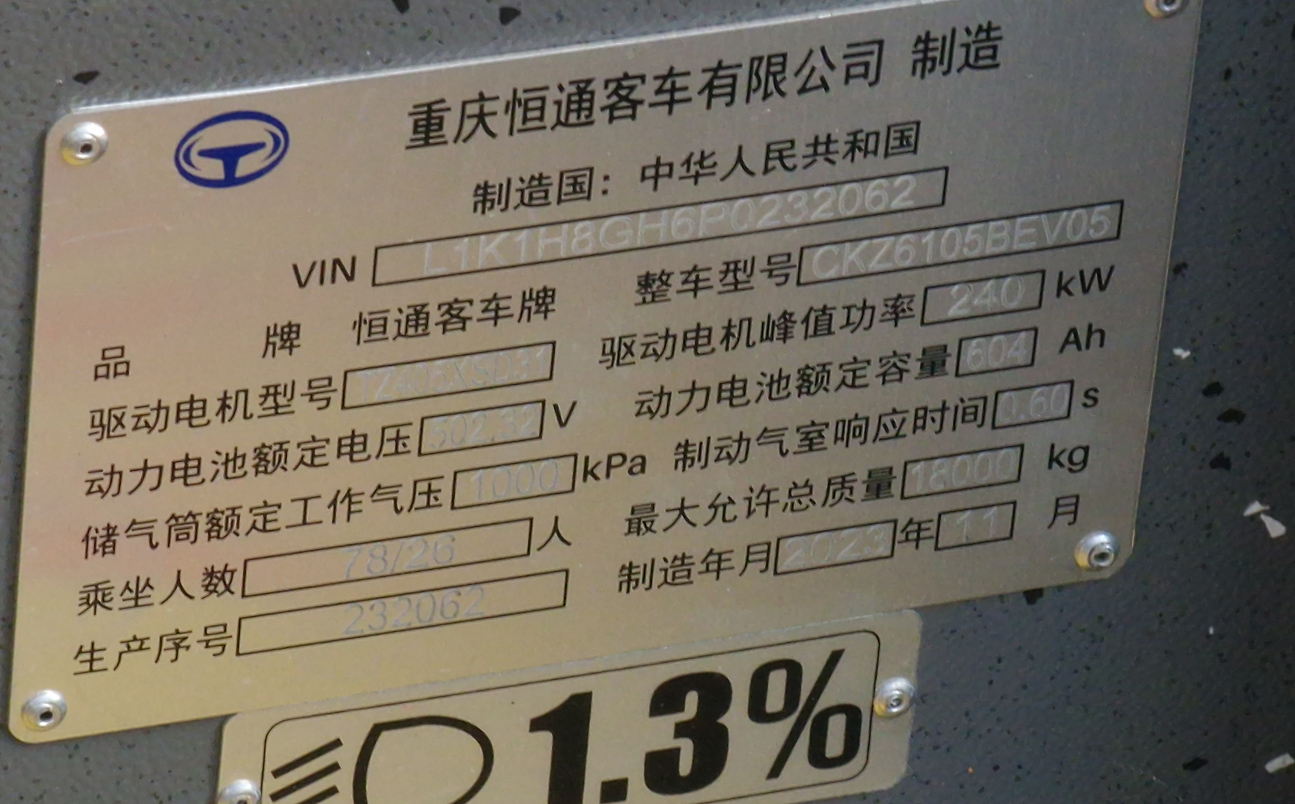 重庆恒通客车有限公司 制造
制造国：中华人民共和国
VIN L1K1H8GH6P0232062
品 牌 恒通客车牌 整车型号 CKZ6105BEV05
驱动电机型号 驱动电机峰值功率 240 kW
动力电池额定电压 502.32 V 动力电池额定容量 604 Ah
储气筒额定工作气压 1000 kPa 制动气室响应时间 0.60 s
乘坐人数 78/26 人 最大允许总质量 18000 kg
生产序号 232062 制造年月 2023 年 11 月
1.3%